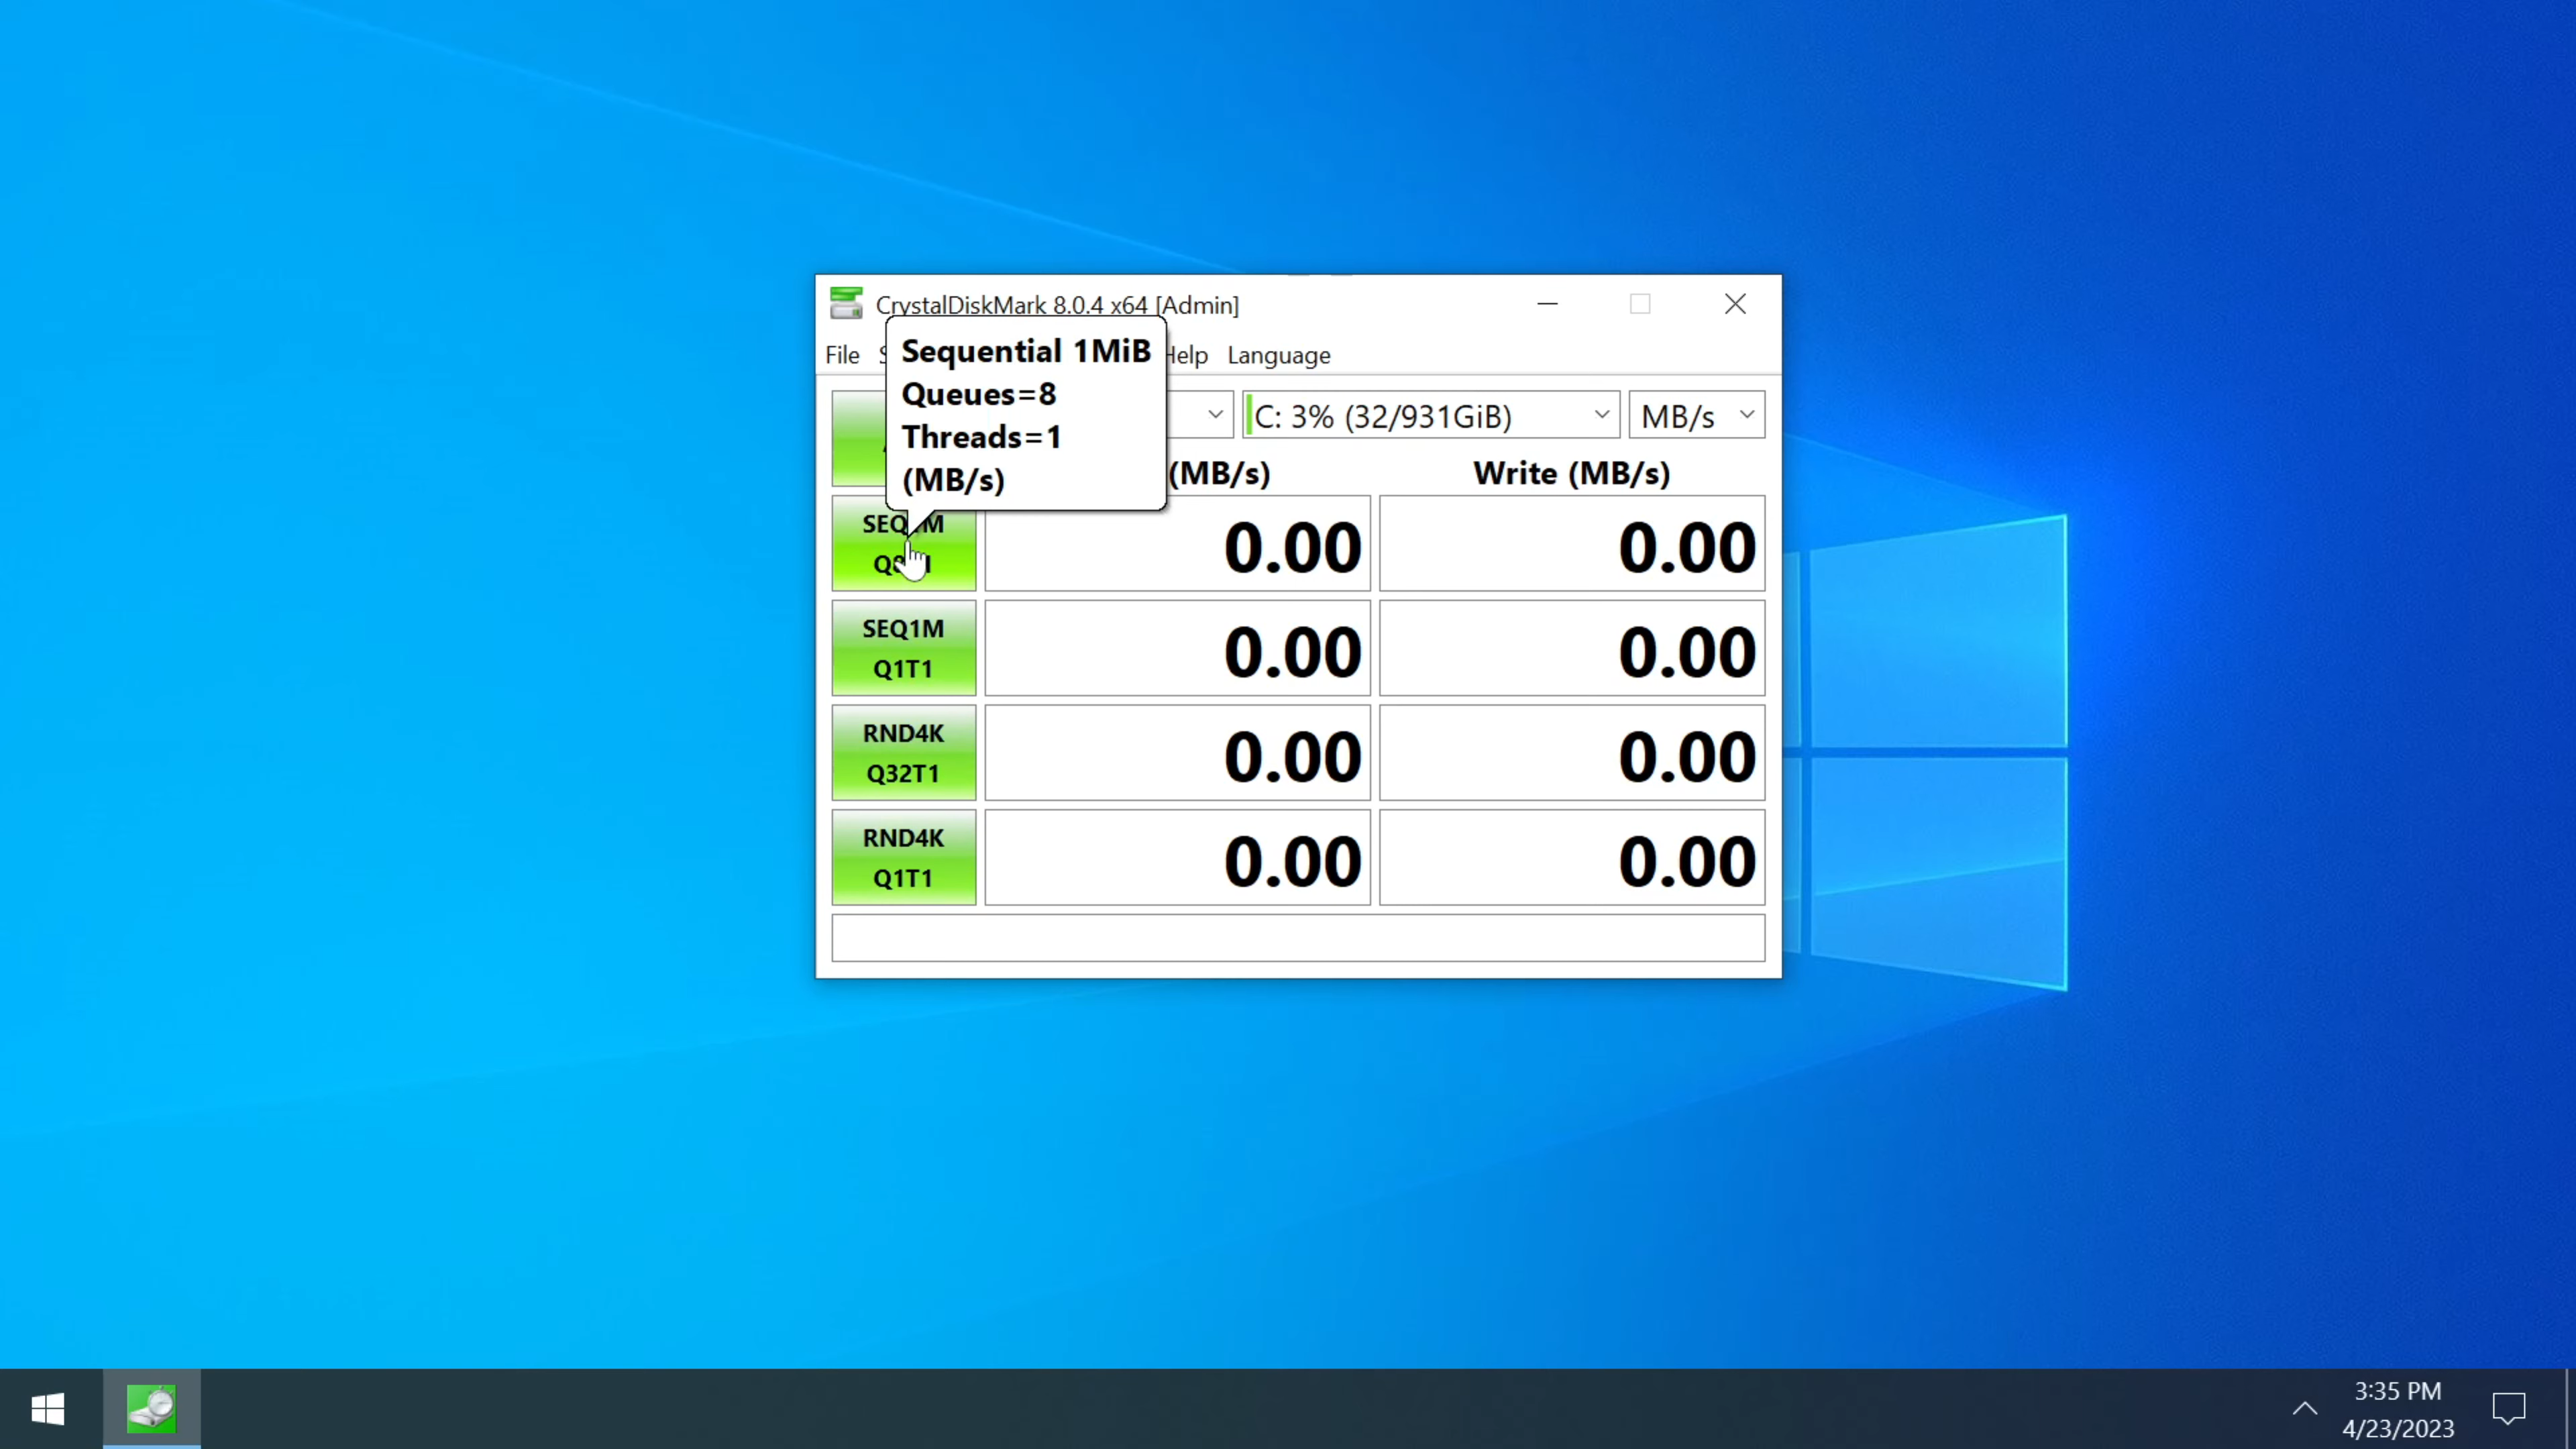 CrystalDiskMark 8.0.4 x64 [Admin]
File
Help Language
Sequential 1MiB
Queues=8
Threads=1
(MB/s)
C: 3% (32/931GiB)
MB/s
(MB/s)
Write (MB/s)
0.00
0.00
SEQ1M
Q1T1
0.00
0.00
RND4K
Q32T1
0.00
0.00
RND4K
Q1T1
0.00
0.00
3:35 PM
4/23/2023